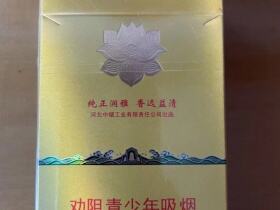 纯正润雅 香远益清
河北中烟工业有限责任公司出品
劝阻青少年吸烟